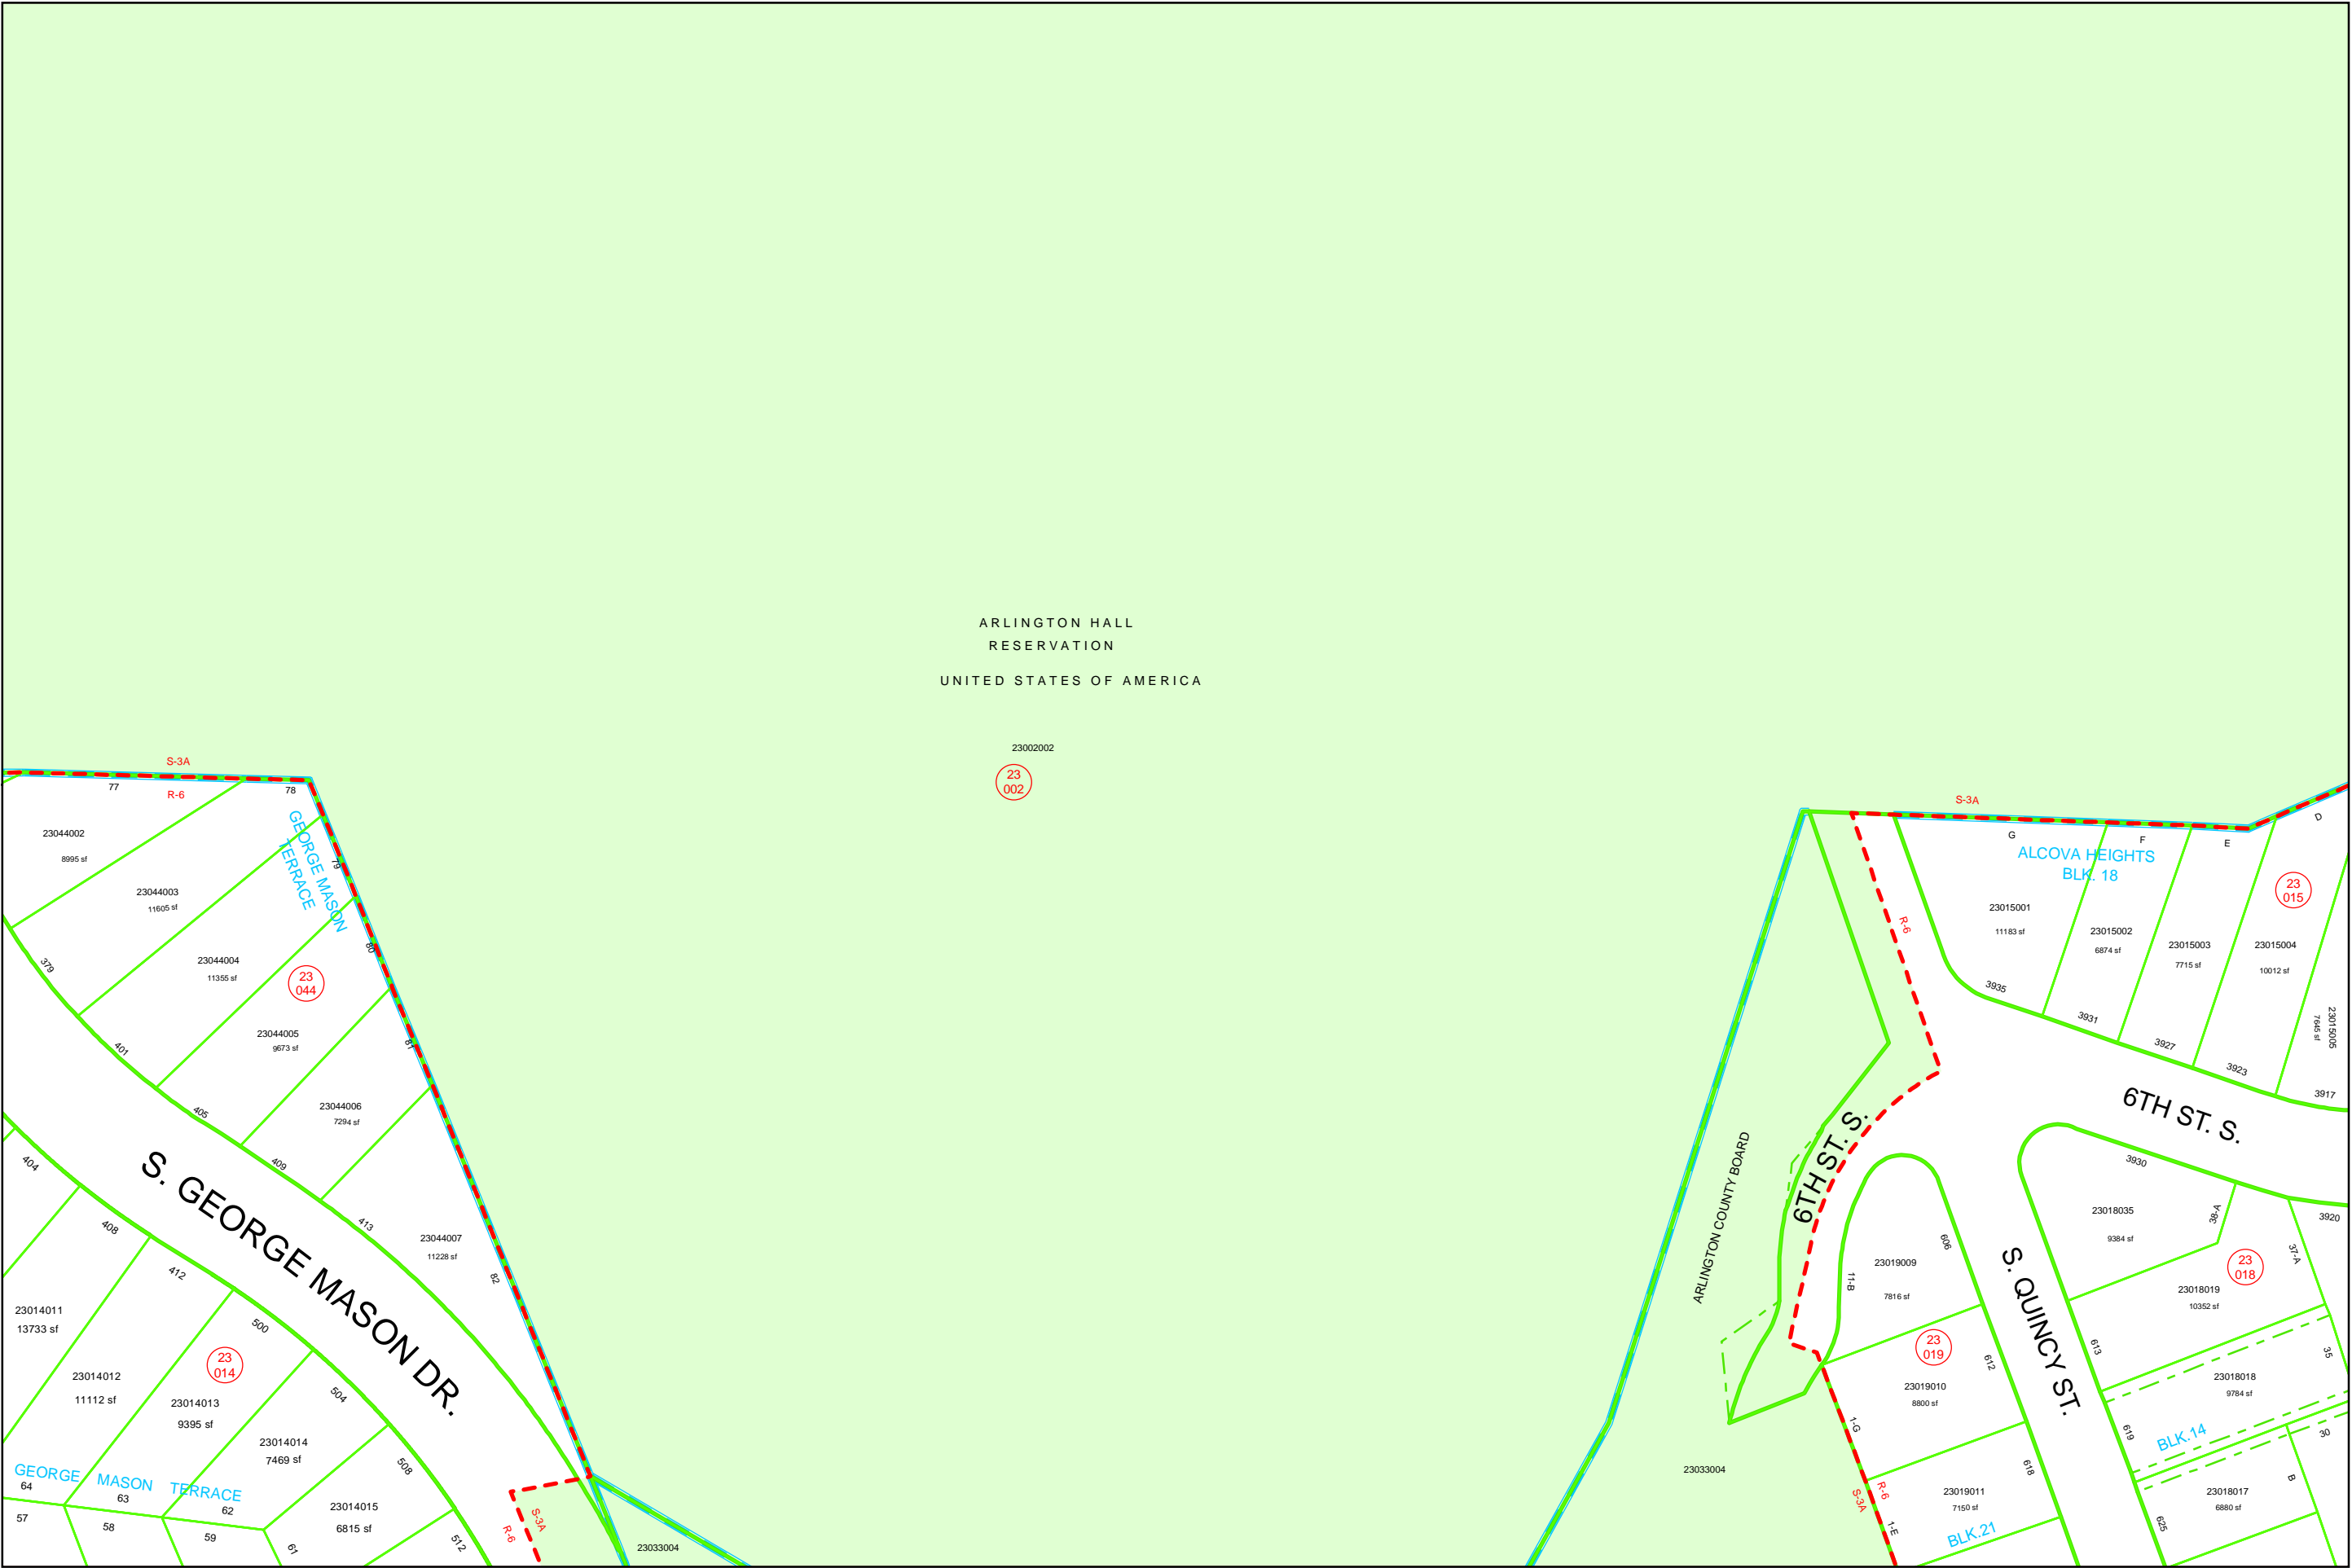 ARLINGTON HALL
RESERVATION
UNITED STATES OF AMERICA
23002002
23
002
S-3A
R-6
77
78
GEORGE MASON
TERRACE
79
80
81
82
23044002
8995 sf
23044003
11605 sf
23044004
11355 sf
23
044
23044005
9673 sf
23044006
7294 sf
23044007
11228 sf
379
401
405
409
413
S. GEORGE MASON DR.
404
408
412
500
504
508
512
23014011
13733 sf
23014012
11112 sf
23
014
23014013
9395 sf
23014014
7469 sf
23014015
6815 sf
GEORGE MASON TERRACE
64
63
62
57
58
59
61
S-3A
R-6
23033004
ARLINGTON COUNTY BOARD
23033004
6TH ST. S.
S-3A
R-6
G
F
E
D
ALCOVA HEIGHTS
BLK. 18
23
015
23015001
11183 sf
23015002
6874 sf
23015003
7715 sf
23015004
10012 sf
23015005
7645 sf
3935
3931
3927
3923
3917
6TH ST. S.
3930
3920
23018035
9384 sf
38-A
37-A
23
018
23018019
10352 sf
613
35
23018018
9784 sf
BLK.14
619
30
B
23018017
6880 sf
625
S. QUINCY ST.
606
11-B
23019009
7816 sf
23
019
612
23019010
8800 sf
1-G
618
R-6
S-3A
23019011
7150 sf
1-E
BLK.21